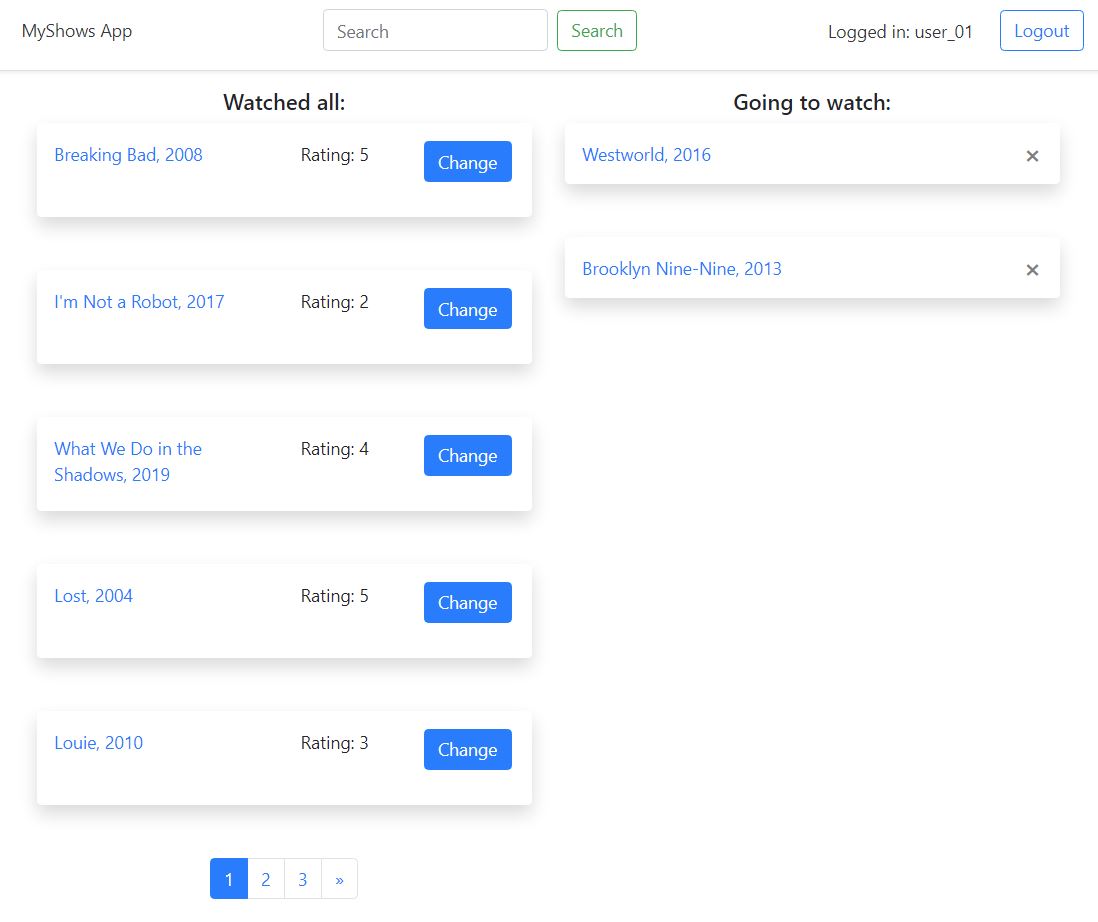 MyShows App
Search
Search
Logged in: user_01
Logout
Watched all:
Breaking Bad, 2008
Rating: 5
Change
I'm Not a Robot, 2017
Rating: 2
Change
What We Do in the
Shadows, 2019
Rating: 4
Change
Lost, 2004
Rating: 5
Change
Louie, 2010
Rating: 3
Change
1
2
3
»
Going to watch:
Westworld, 2016
×
Brooklyn Nine-Nine, 2013
×